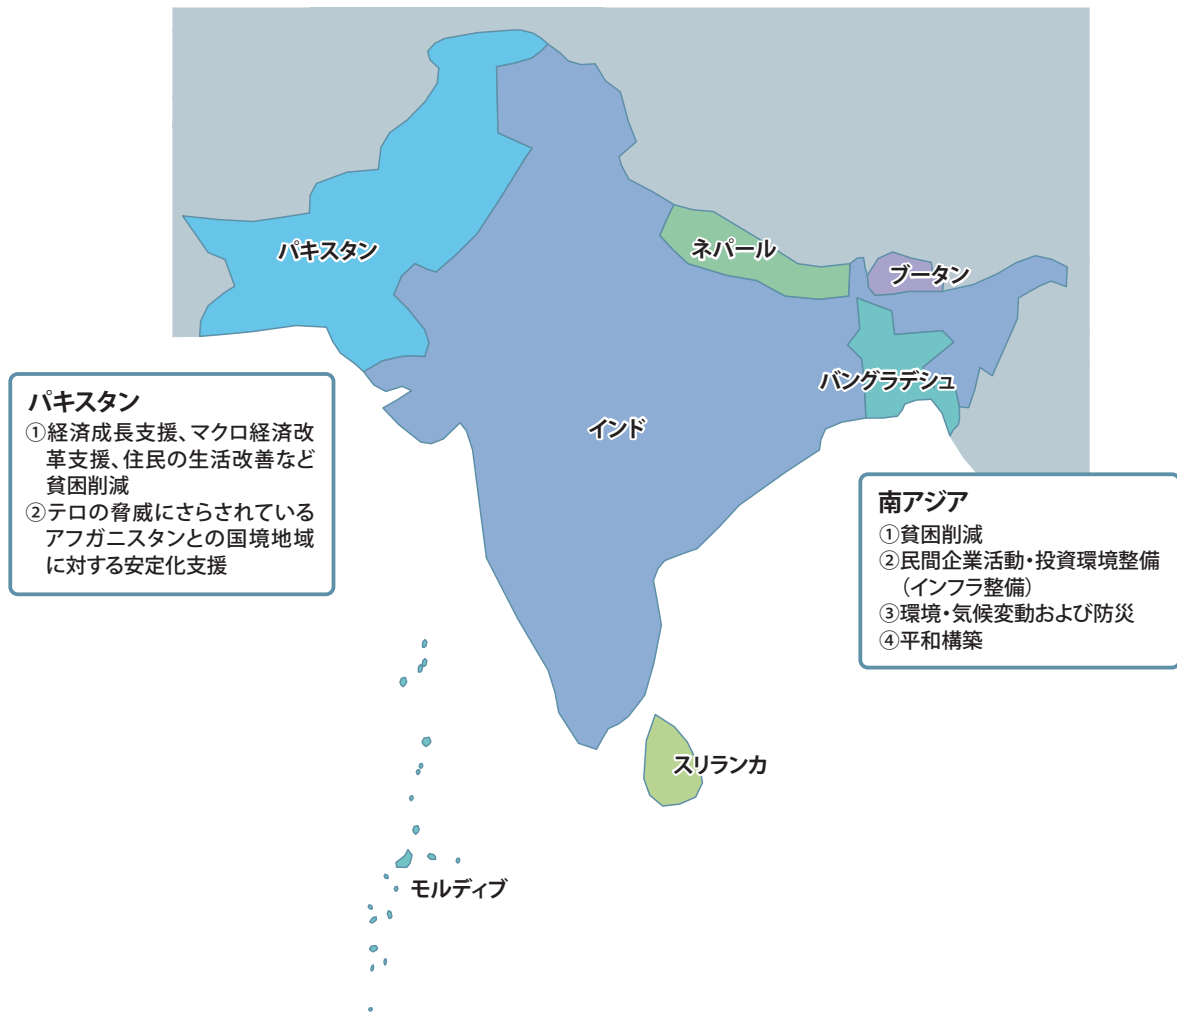 パキスタン
ネパール
ブータン
バングラデシュ
インド
パキスタン
①経済成長支援、マクロ経済改
革支援、住民の生活改善など
貧困削減
②テロの脅威にさらされている
アフガニスタンとの国境地域
に対する安定化支援
南アジア
①貧困削減
②民間企業活動・投資環境整備
（インフラ整備）
③環境・気候変動および防災
④平和構築
スリランカ
モルディブ